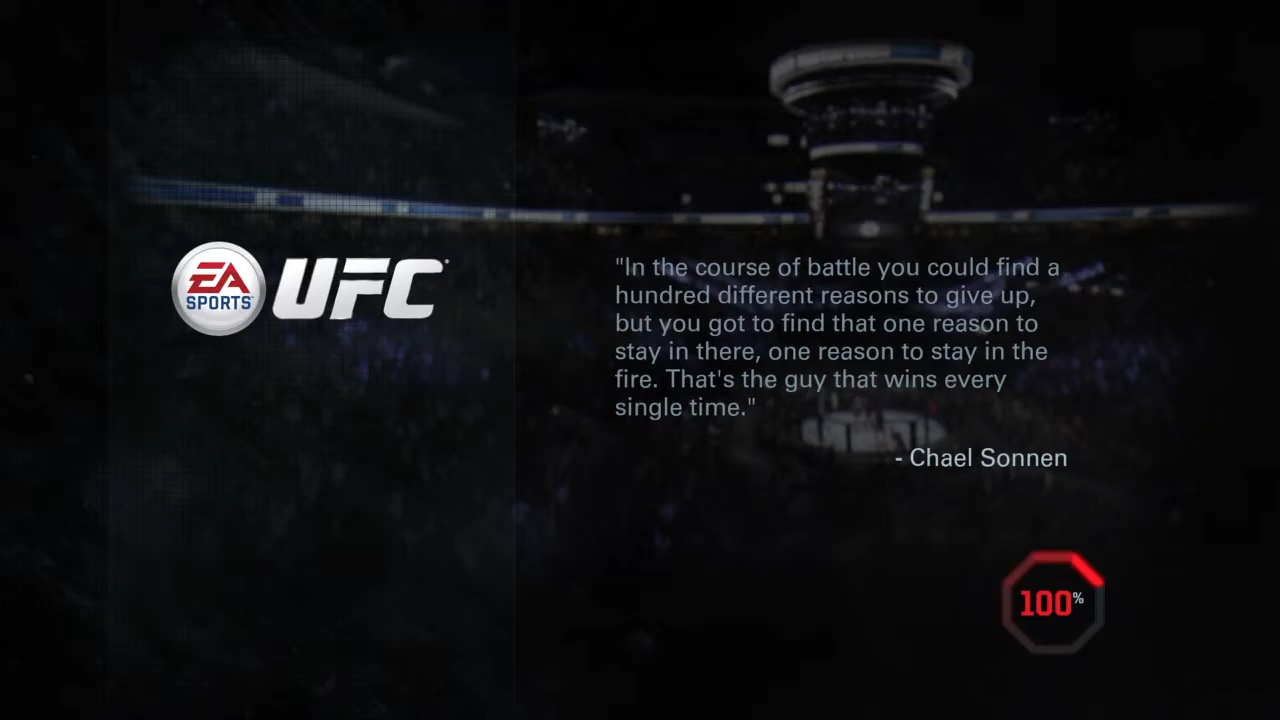 EA
SPORTS™
UFC®
"In the course of battle you could find a
hundred different reasons to give up,
but you got to find that one reason to
stay in there, one reason to stay in the
fire. That's the guy that wins every
single time."
- Chael Sonnen
100%